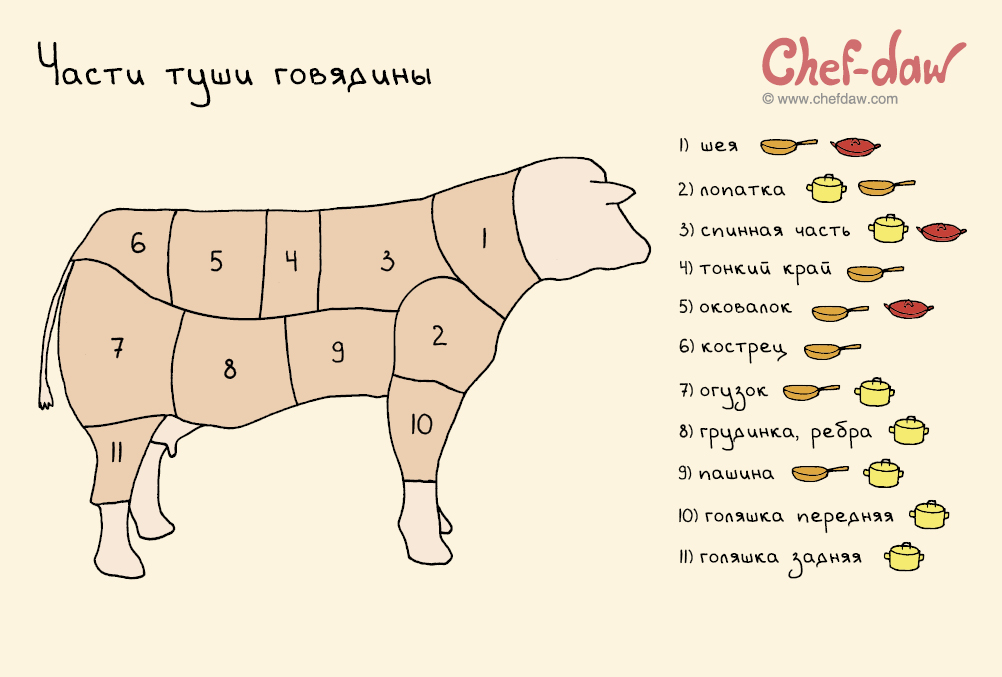 Части туши говядины
Chef-daw
© www.chefdaw.com
1) шея
2) лопатка
3) спинная часть
4) тонкий край
5) оковалок
6) кострец
7) огузок
8) грудинка, ребра
9) пашина
10) голяшка передняя
11) голяшка задняя
1
2
3
4
5
6
7
8
9
10
11